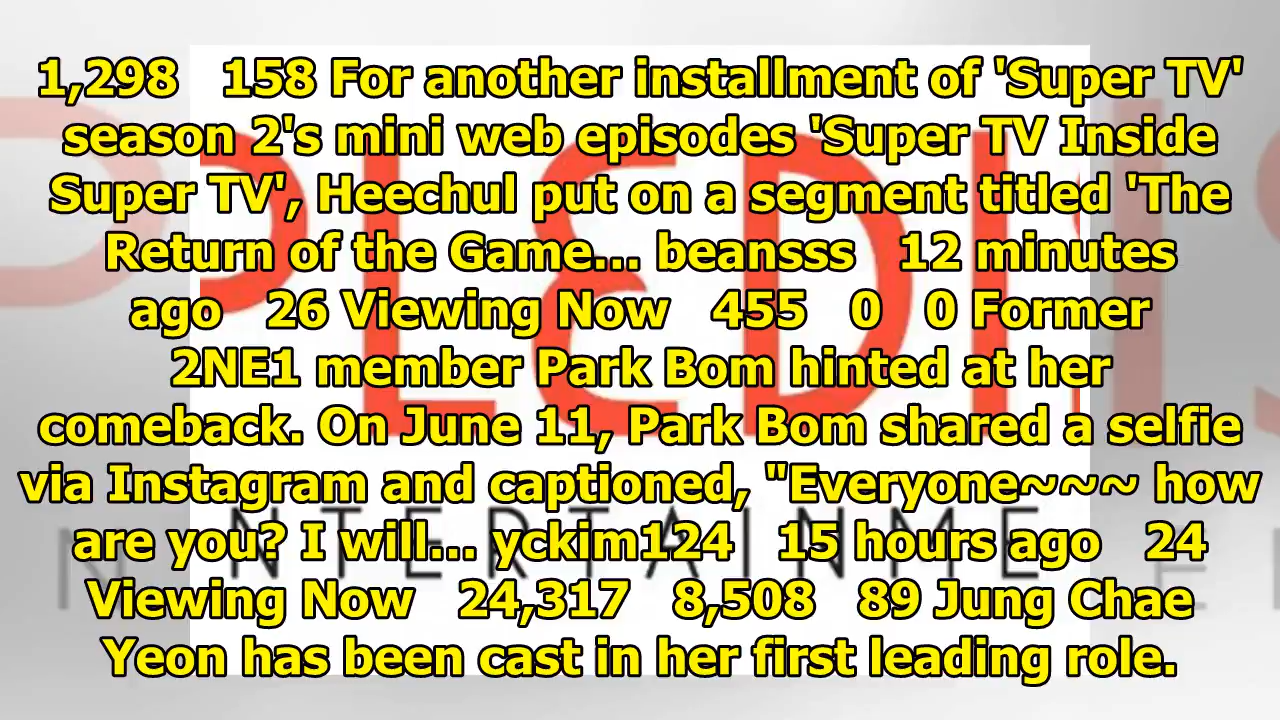 1,298 158 For another installment of 'Super TV'
season 2's mini web episodes 'Super TV Inside
Super TV', Heechul put on a segment titled 'The
Return of the Game... beansss 12 minutes
ago 26 Viewing Now 455 0 0 Former
2NE1 member Park Bom hinted at her
comeback. On June 11, Park Bom shared a selfie
via Instagram and captioned, "Everyone~~~ how
are you? I will... yckim124 15 hours ago 24
Viewing Now 24,317 8,508 89 Jung Chae
Yeon has been cast in her first leading role.
PLEDIS
ENTERTAINME